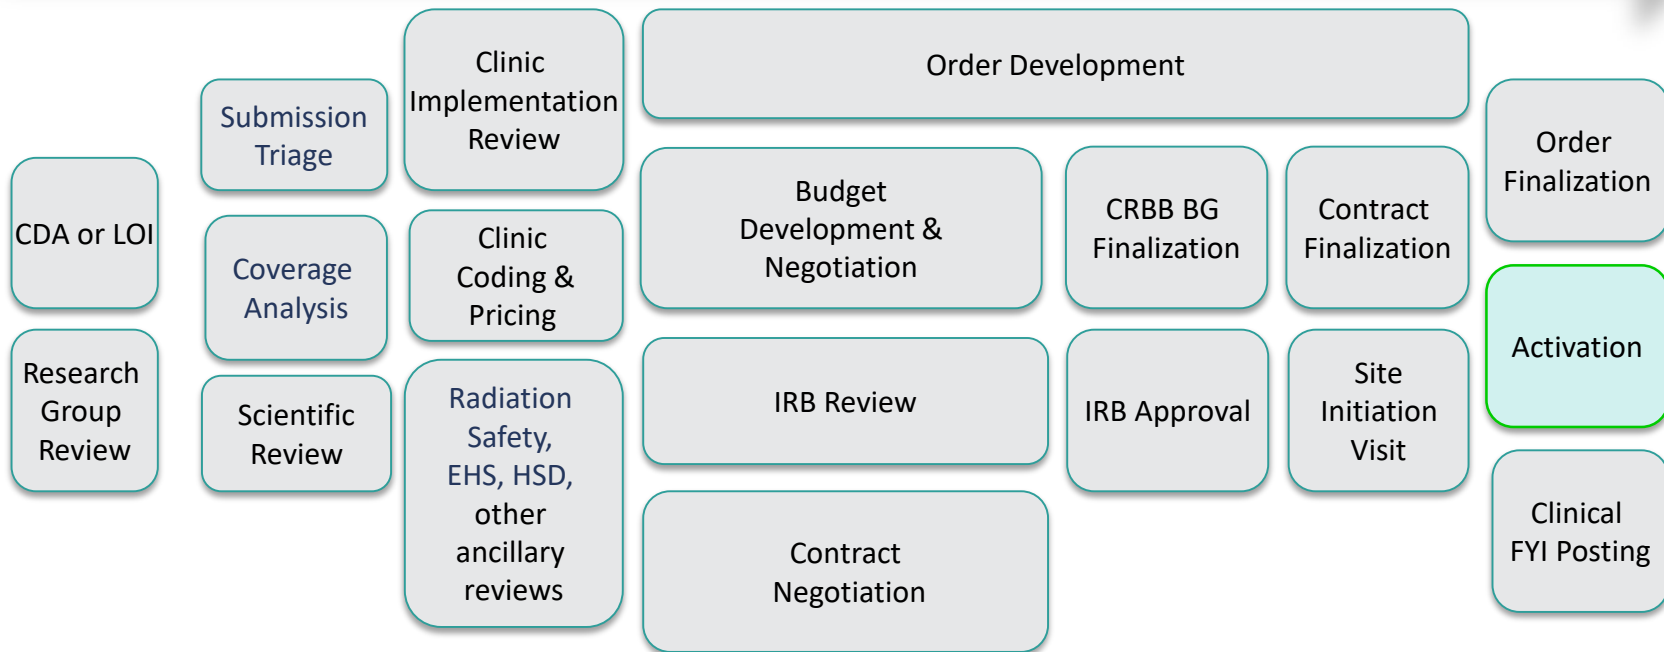 CDA or LOI
Research
Group
Review
Submission
Triage
Coverage
Analysis
Scientific
Review
Clinic
Implementation
Review
Clinic
Coding &
Pricing
Radiation
Safety,
EHS, HSD,
other
ancillary
reviews
Order Development
Budget
Development &
Negotiation
IRB Review
Contract
Negotiation
CRBB BG
Finalization
IRB Approval
Contract
Finalization
Site
Initiation
Visit
Order
Finalization
Activation
Clinical
FYI Posting